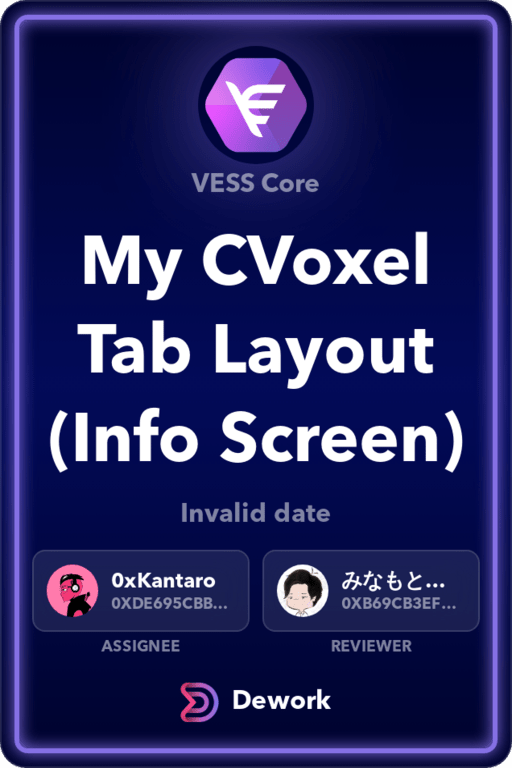 VESS Core
My CVoxel
Tab Layout
(Info Screen)
Invalid date
0xKantaro
0XDE695CBB...
みなもと...
0XB69CB3EF...
ASSIGNEE
REVIEWER
Dework